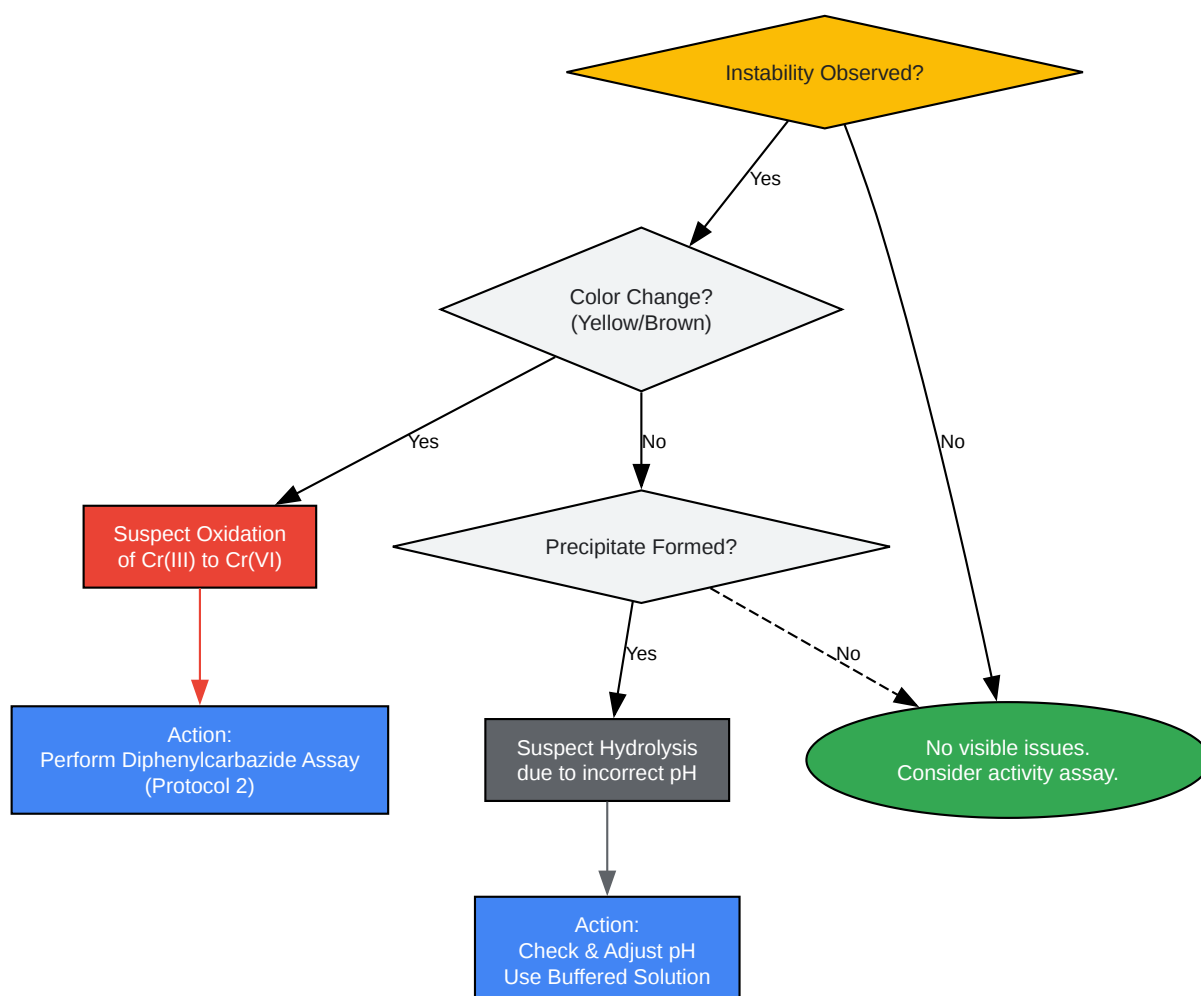 Instability Observed?
Yes
Color Change?
(Yellow/Brown)
Yes
No
No
Suspect Oxidation
of Cr(III) to Cr(VI)
Precipitate Formed?
Yes
No
Action:
Perform Diphenylcarbazide Assay
(Protocol 2)
Suspect Hydrolysis
due to incorrect pH
No visible issues.
Consider activity assay.
Action:
Check & Adjust pH
Use Buffered Solution